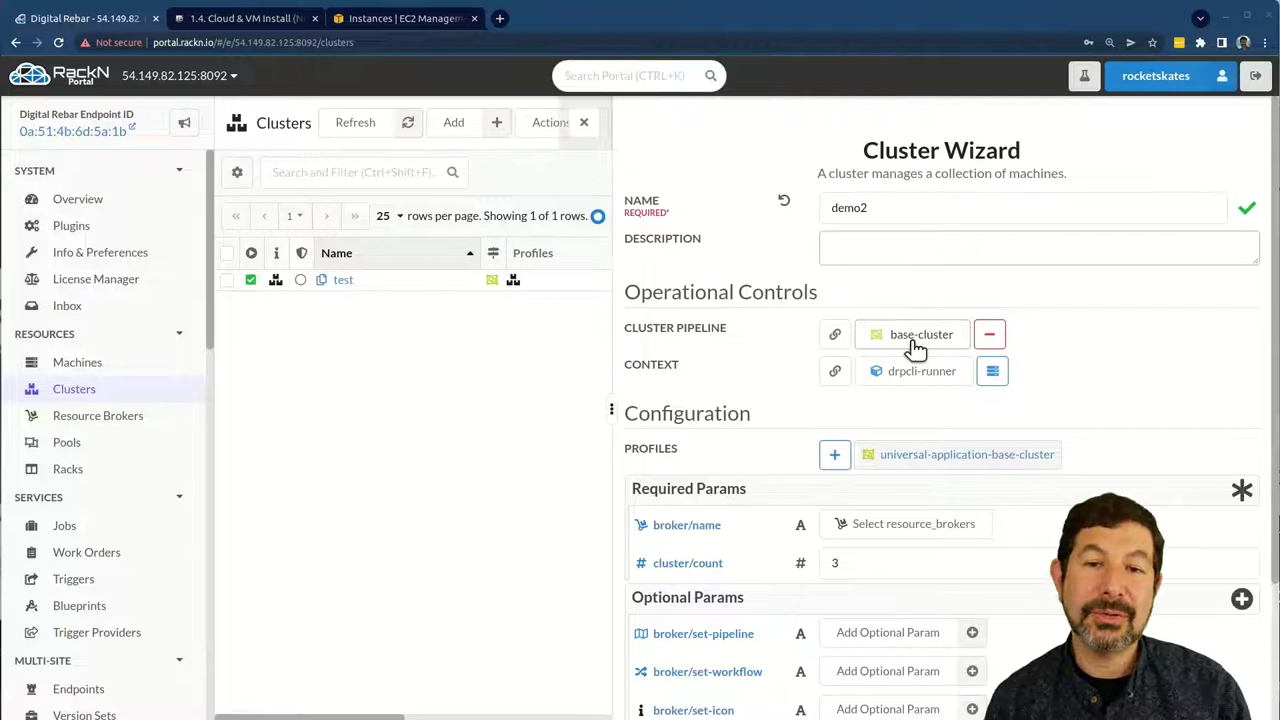 Digital Rebar - 54.149.82.
1.4. Cloud & VM Install (N
Instances | EC2 Managem
Not secure
portal.rackn.io/#/e/54.149.82.125:8092/clusters
RackN Portal
54.149.82.125:8092
Search Portal (CTRL+K)
rocketskates
Digital Rebar Endpoint ID
0a:51:4b:6d:5a:1b
SYSTEM
Overview
Plugins
Info & Preferences
License Manager
Inbox
RESOURCES
Machines
Clusters
Resource Brokers
Pools
Racks
SERVICES
Jobs
Work Orders
Triggers
Blueprints
Trigger Providers
MULTI-SITE
Endpoints
Version Sets
Clusters
Refresh
Add
Actions
Search and Filter (Ctrl+Shift+F)..
1
25 rows per page. Showing 1 of 1 rows.
Name
Profiles
test
Cluster Wizard
A cluster manages a collection of machines.
NAME
REQUIRED*
demo2
DESCRIPTION
Operational Controls
CLUSTER PIPELINE
base-cluster
CONTEXT
drpcli-runner
Configuration
PROFILES
universal-application-base-cluster
Required Params
broker/name
A
Select resource_brokers
# cluster/count
#
3
Optional Params
broker/set-pipeline
A
Add Optional Param
broker/set-workflow
A
Add Optional Param
broker/set-icon
A
Add Optional Param